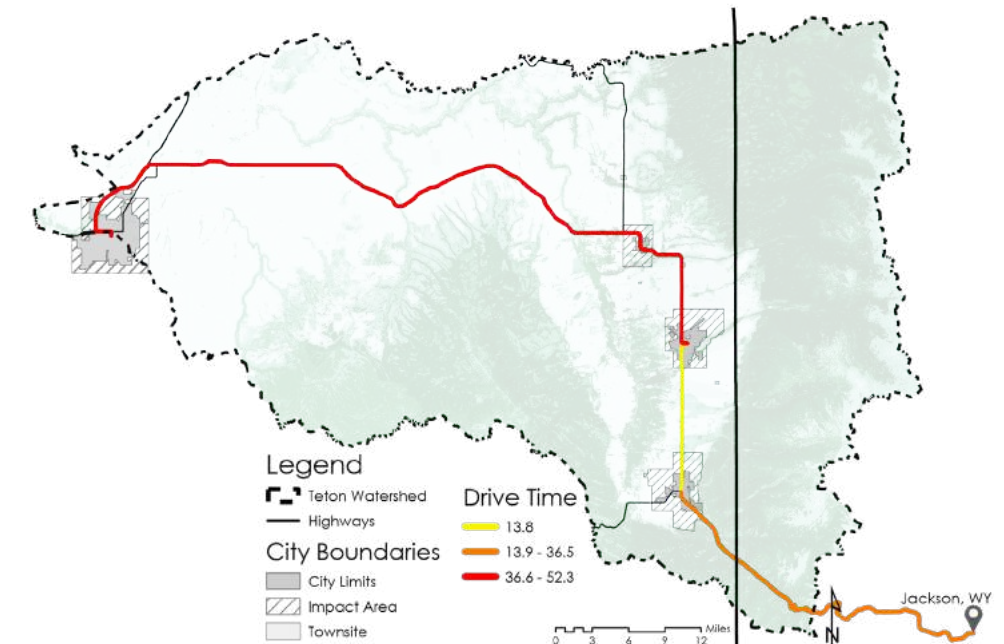 Legend
Teton Watershed
Highways
City Boundaries
City Limits
Impact Area
Townsite
Drive Time
13.8
13.9 - 36.5
36.6 - 52.3
Miles
0 3 6 9 12
N
Jackson, WY